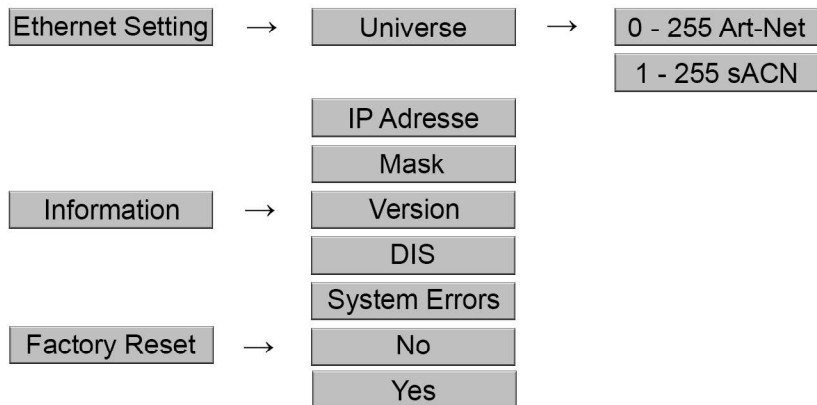 Ethernet Setting → Universe → 0 - 255 Art-Net
1 - 255 sACN
IP Adresse
Mask
Information → Version
DIS
System Errors
Factory Reset → No
Yes